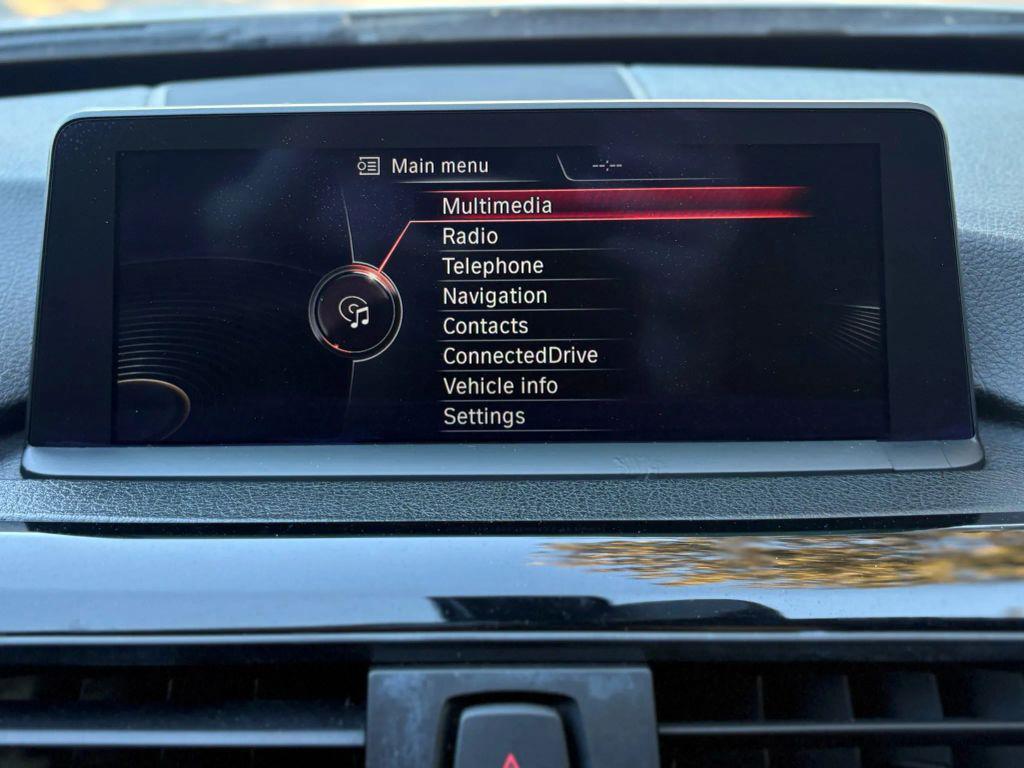 Main menu
--:--
Multimedia
Radio
Telephone
Navigation
Contacts
ConnectedDrive
Vehicle info
Settings